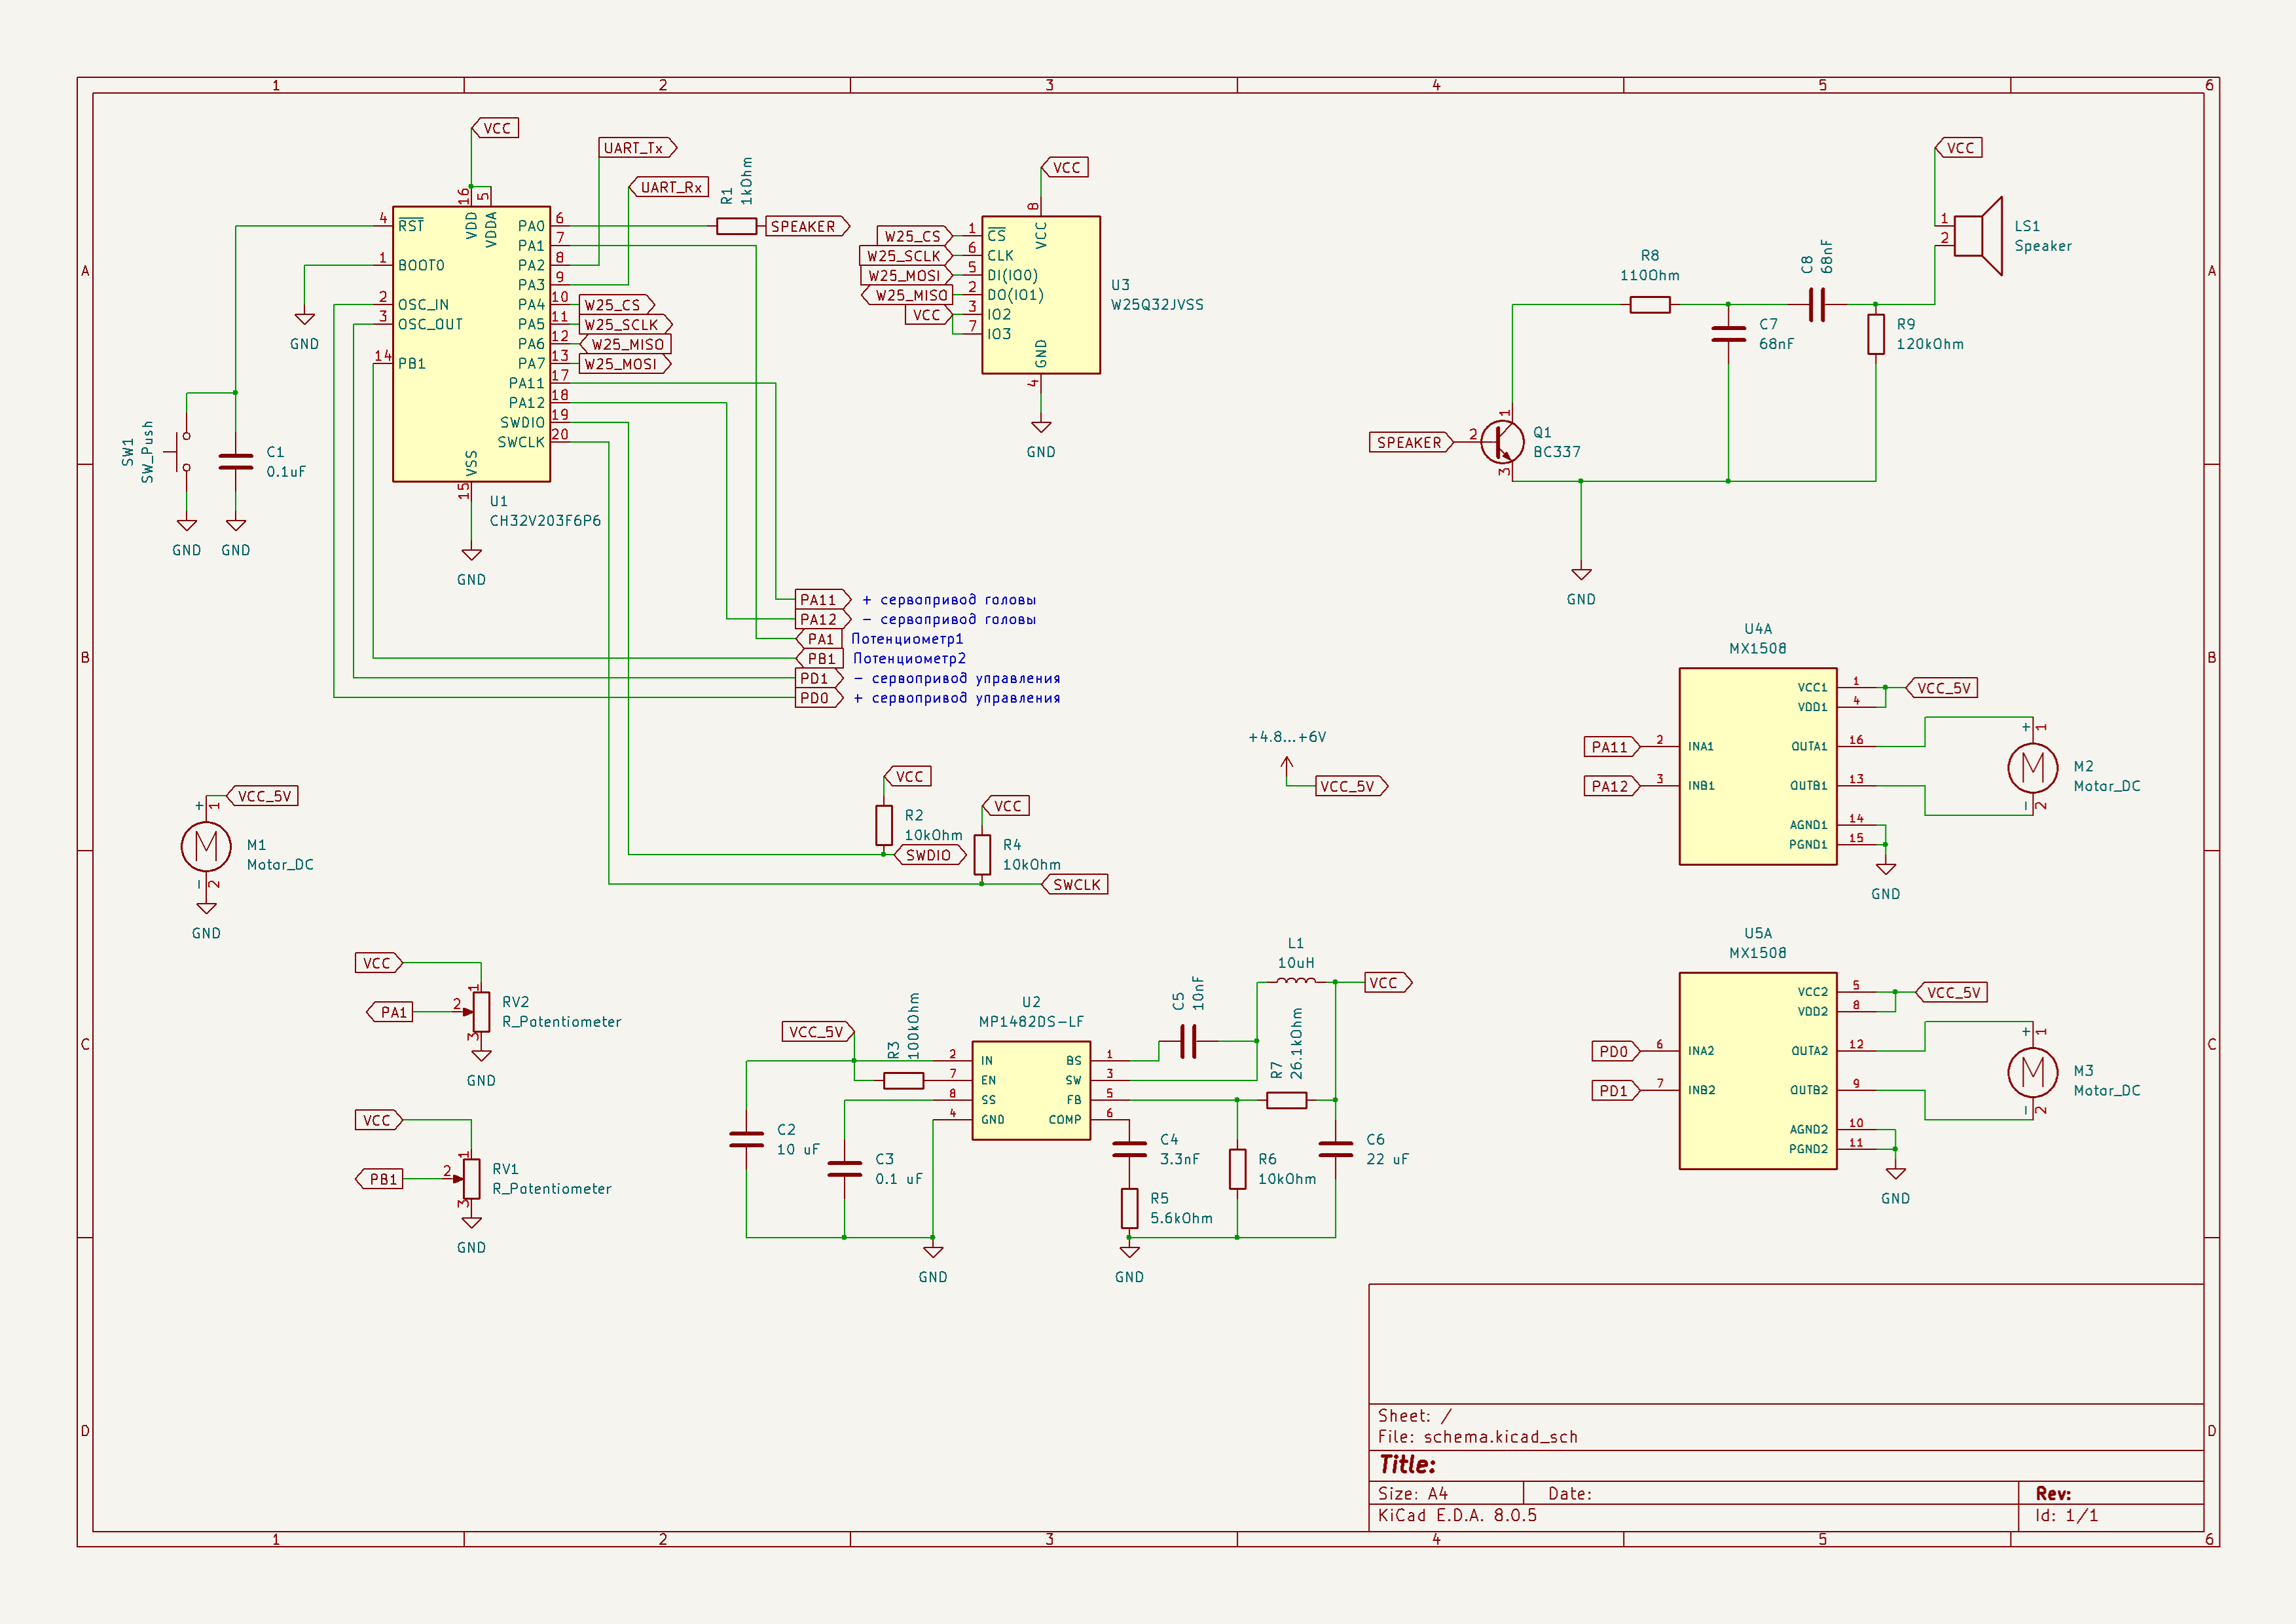 1 2 3 4 5 6
A
B
C
D
VCC
UART_Tx
UART_Rx
R1
1kOhm
SPEAKER
16
5
4
RST
VDD
VDDA
PA0
6
PA1
7
1
BOOT0
PA2
8
PA3
9
2
OSC_IN
PA4
10
W25_CS
3
OSC_OUT
PA5
11
W25_SCLK
PA6
12
W25_MISO
14
PB1
PA7
13
W25_MOSI
PA11
17
PA12
18
SWDIO
19
SWCLK
20
VSS
15
U1
CH32V203F6P6
GND
GND
SW1
SW_Push
C1
0.1uF
GND
GND
VCC
8
W25_CS
1
CS
VCC
W25_SCLK
6
CLK
W25_MOSI
5
DI(IO0)
W25_MISO
2
DO(IO1)
VCC
3
IO2
7
IO3
GND
4
U3
W25Q32JVSS
GND
VCC
1
2
LS1
Speaker
R8
110Ohm
C8
68nF
C7
68nF
R9
120kOhm
SPEAKER
2
1
3
Q1
BC337
GND
PA11 + сервапривод головы
PA12 - сервапривод головы
PA1 Потенциометр1
PB1 Потенциометр2
PD1 - сервопривод управления
PD0 + сервопривод управления
U4A
MX1508
VCC1
1
VCC_5V
VDD1
4
PA11
2
INA1
OUTA1
16
PA12
3
INB1
OUTB1
13
AGND1
14
PGND1
15
GND
+
1
M
M2
Motor_DC
-
2
+4.8...+6V
VCC_5V
VCC
R2
10kOhm
SWDIO
VCC
R4
10kOhm
SWCLK
VCC_5V
+
1
M
M1
Motor_DC
-
2
GND
VCC
1
PA1
2
3
RV2
R_Potentiometer
GND
VCC
1
PB1
2
3
RV1
R_Potentiometer
GND
VCC_5V
R3
100kOhm
U2
MP1482DS-LF
2
IN
BS
1
7
EN
SW
3
8
SS
FB
5
4
GND
COMP
6
C2
10 uF
C3
0.1 uF
GND
C5
10nF
L1
10uH
VCC
R7
26.1kOhm
C4
3.3nF
R5
5.6kOhm
R6
10kOhm
C6
22 uF
GND
U5A
MX1508
VCC2
5
VCC_5V
VDD2
8
PD0
6
INA2
OUTA2
12
PD1
7
INB2
OUTB2
9
AGND2
10
PGND2
11
GND
+
1
M
M3
Motor_DC
-
2
Sheet: /
File: schema.kicad_sch
Title:
Size: A4 Date: Rev:
KiCad E.D.A. 8.0.5 Id: 1/1
1 2 3 4 5 6
A
B
C
D